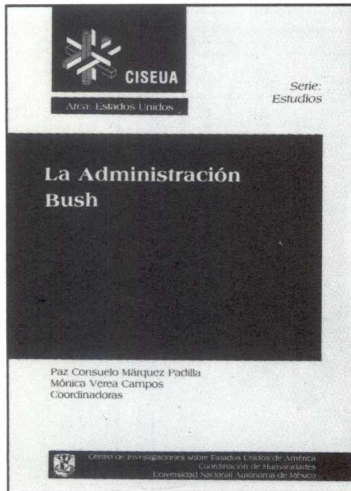 CISEUA
Area: Estados Unidos
Serie:
Estudios
La Administración
Bush
Paz Consuelo Márquez Padilla
Mónica Verea Campos
Coordinadoras
Centro de Investigaciones sobre Estados Unidos de América
Coordinación de Humanidades
Universidad Nacional Autónoma de México